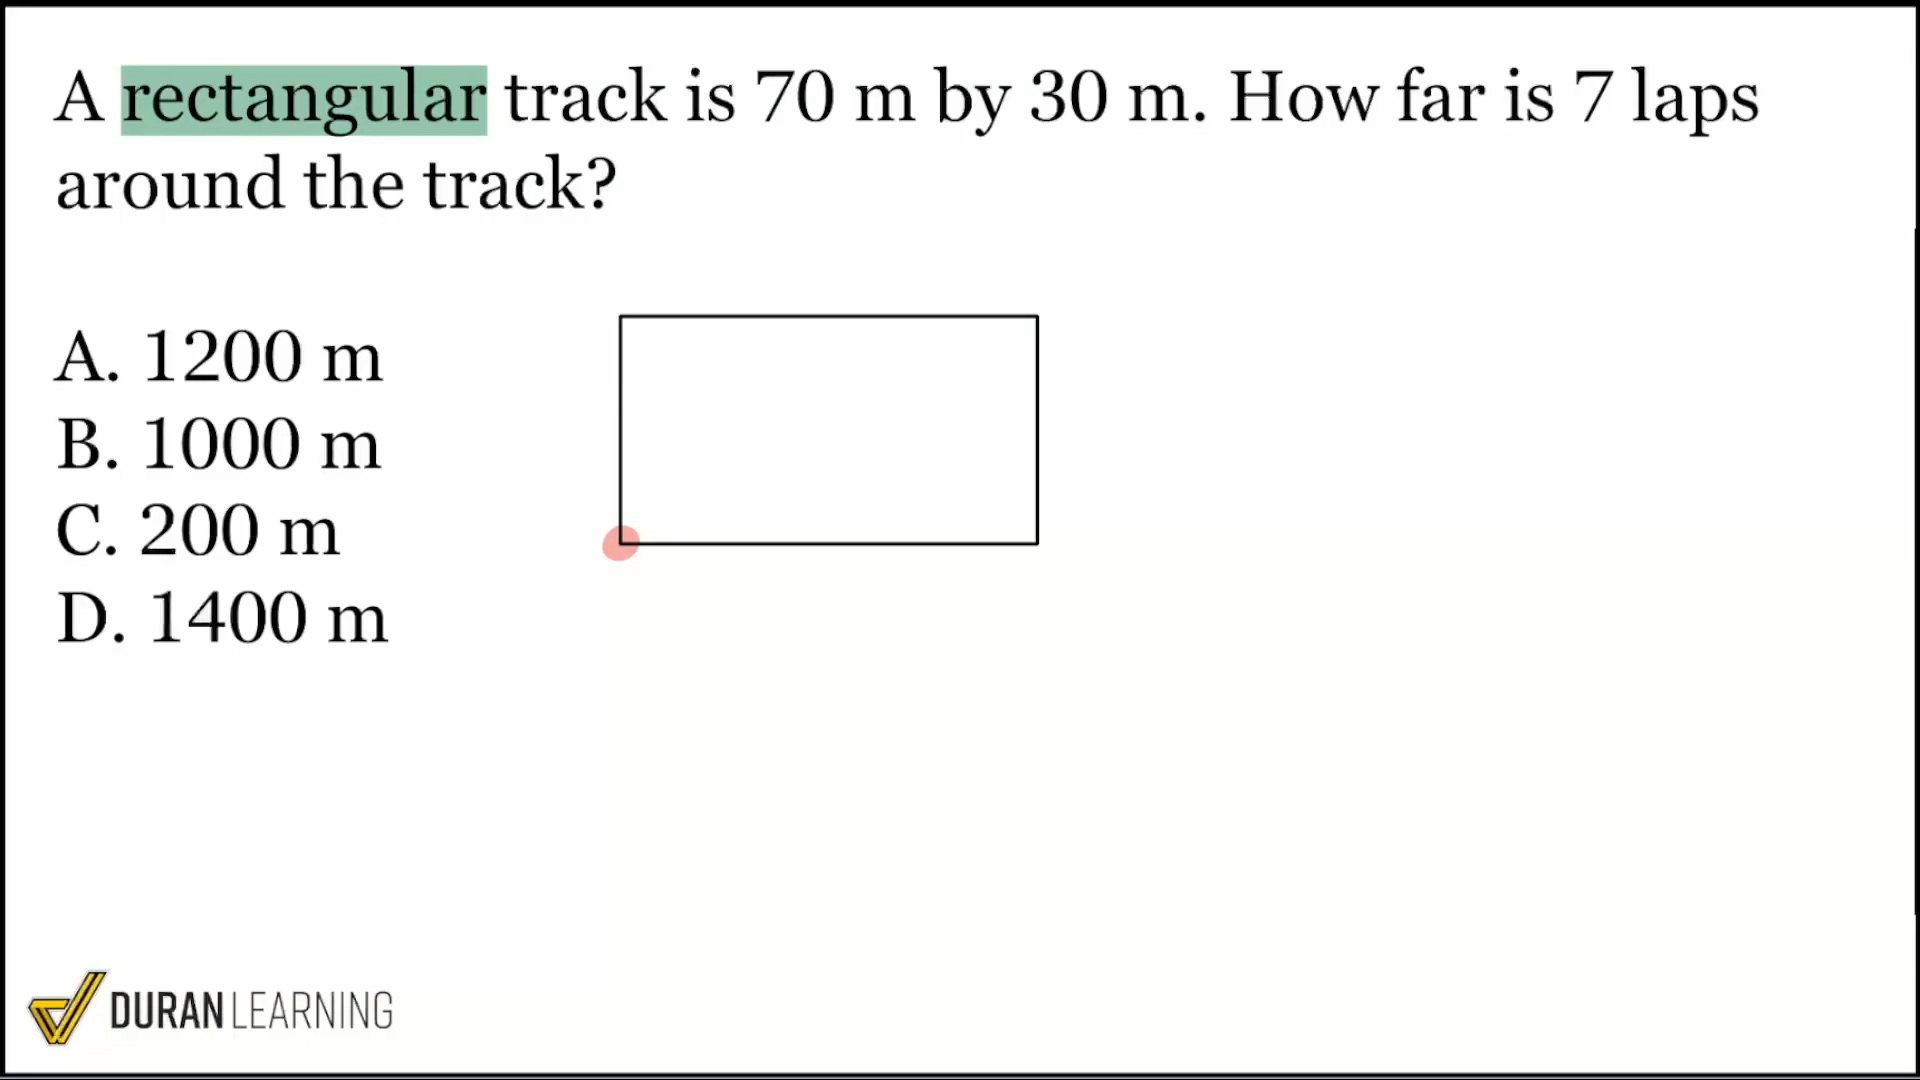 A rectangular track is 70 m by 30 m. How far is 7 laps
around the track?
A. 1200 m
B. 1000 m
C. 200 m
D. 1400 m
DURAN LEARNING